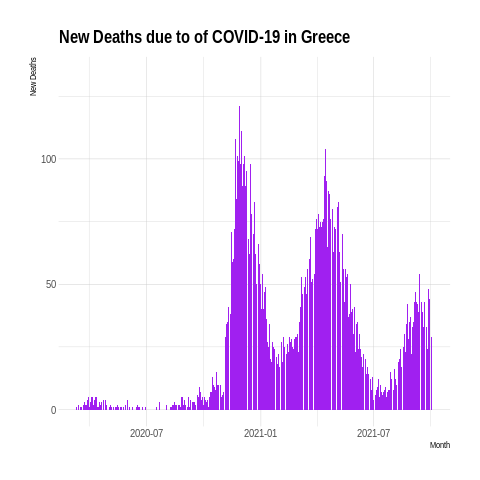 New Deaths due to of COVID-19 in Greece
New Deaths
100
50
0
2020-07
2021-01
2021-07
Month